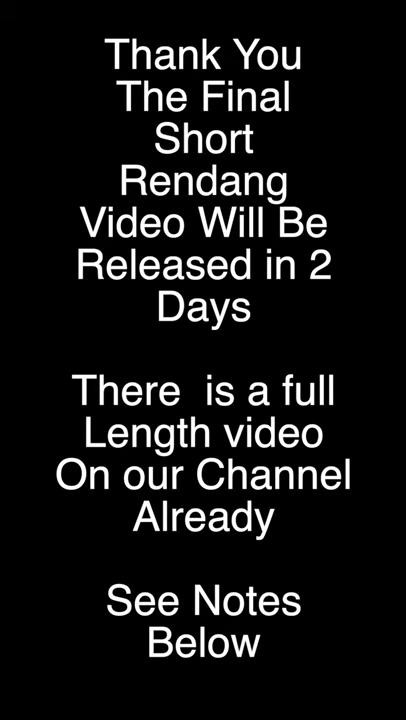 Thank You
The Final
Short
Rendang
Video Will Be
Released in 2
Days
There  is a full
Length video
On our Channel
Already
See Notes
Below